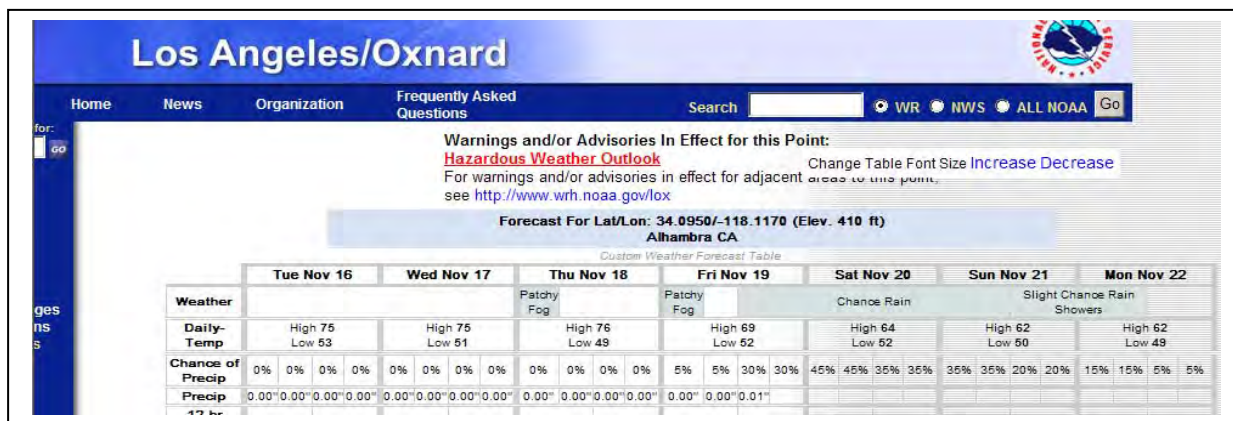 Los Angeles/Oxnard
NATIONAL SERVICE
Home News Organization Frequently Asked Questions Search WR NWS ALL NOAA Go
for:
GO
Warnings and/or Advisories In Effect for this Point:
Hazardous Weather Outlook
Change Table Font Size Increase Decrease
For warnings and/or advisories in effect for adjacent areas to this point,
see http://www.wrh.noaa.gov/lox
Forecast For Lat/Lon: 34.0950/-118.1170 (Elev. 410 ft)
Alhambra CA
Custom Weather Forecast Table
Tue Nov 16 Wed Nov 17 Thu Nov 18 Fri Nov 19 Sat Nov 20 Sun Nov 21 Mon Nov 22
Weather Patchy Fog Patchy Fog Chance Rain Slight Chance Rain Showers
ges
ns
s
Daily-Temp High 75 High 75 High 76 High 69 High 64 High 62 High 62
Low 53 Low 51 Low 49 Low 52 Low 52 Low 50 Low 49
Chance of Precip 0% 0% 0% 0% 0% 0% 0% 0% 0% 0% 0% 0% 5% 5% 30% 30% 45% 45% 35% 35% 35% 35% 20% 20% 15% 15% 5% 5%
Precip 0.00" 0.00" 0.00" 0.00" 0.00" 0.00" 0.00" 0.00" 0.00" 0.00" 0.00" 0.00" 0.00" 0.00" 0.01"
12 hr